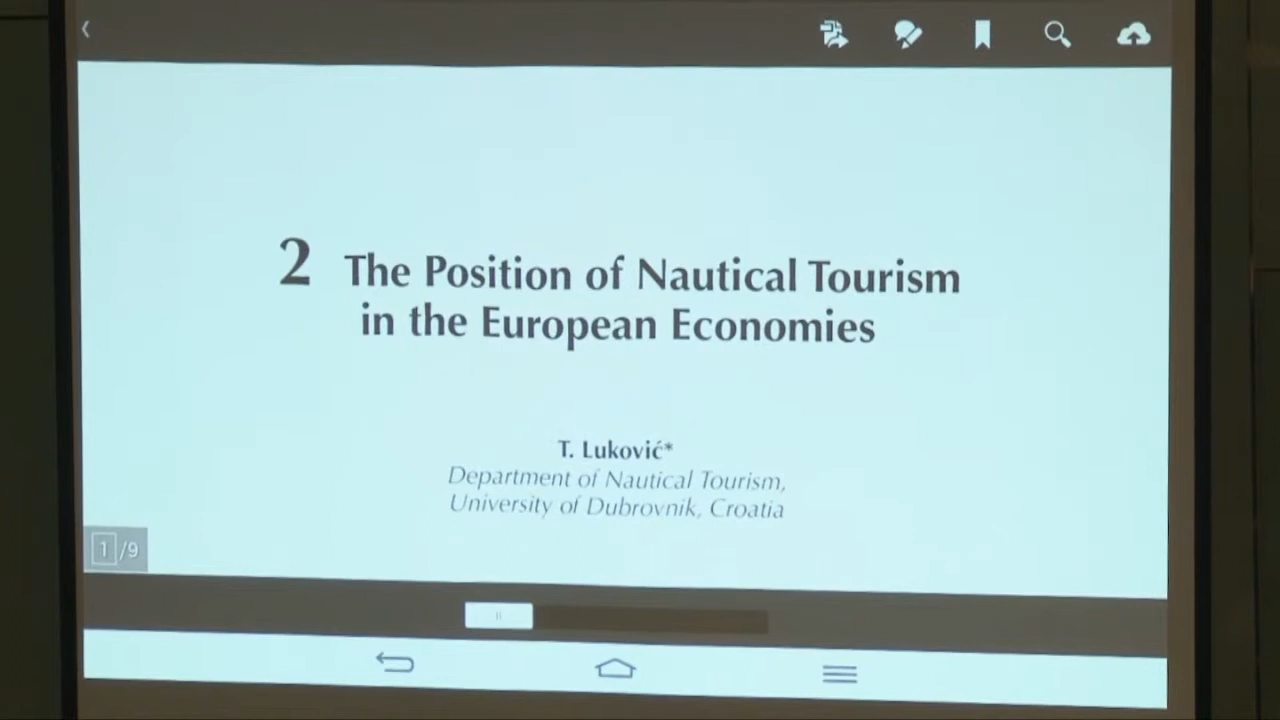 2 The Position of Nautical Tourism
in the European Economies
T. Luković*
Department of Nautical Tourism,
University of Dubrovnik, Croatia
1 /9